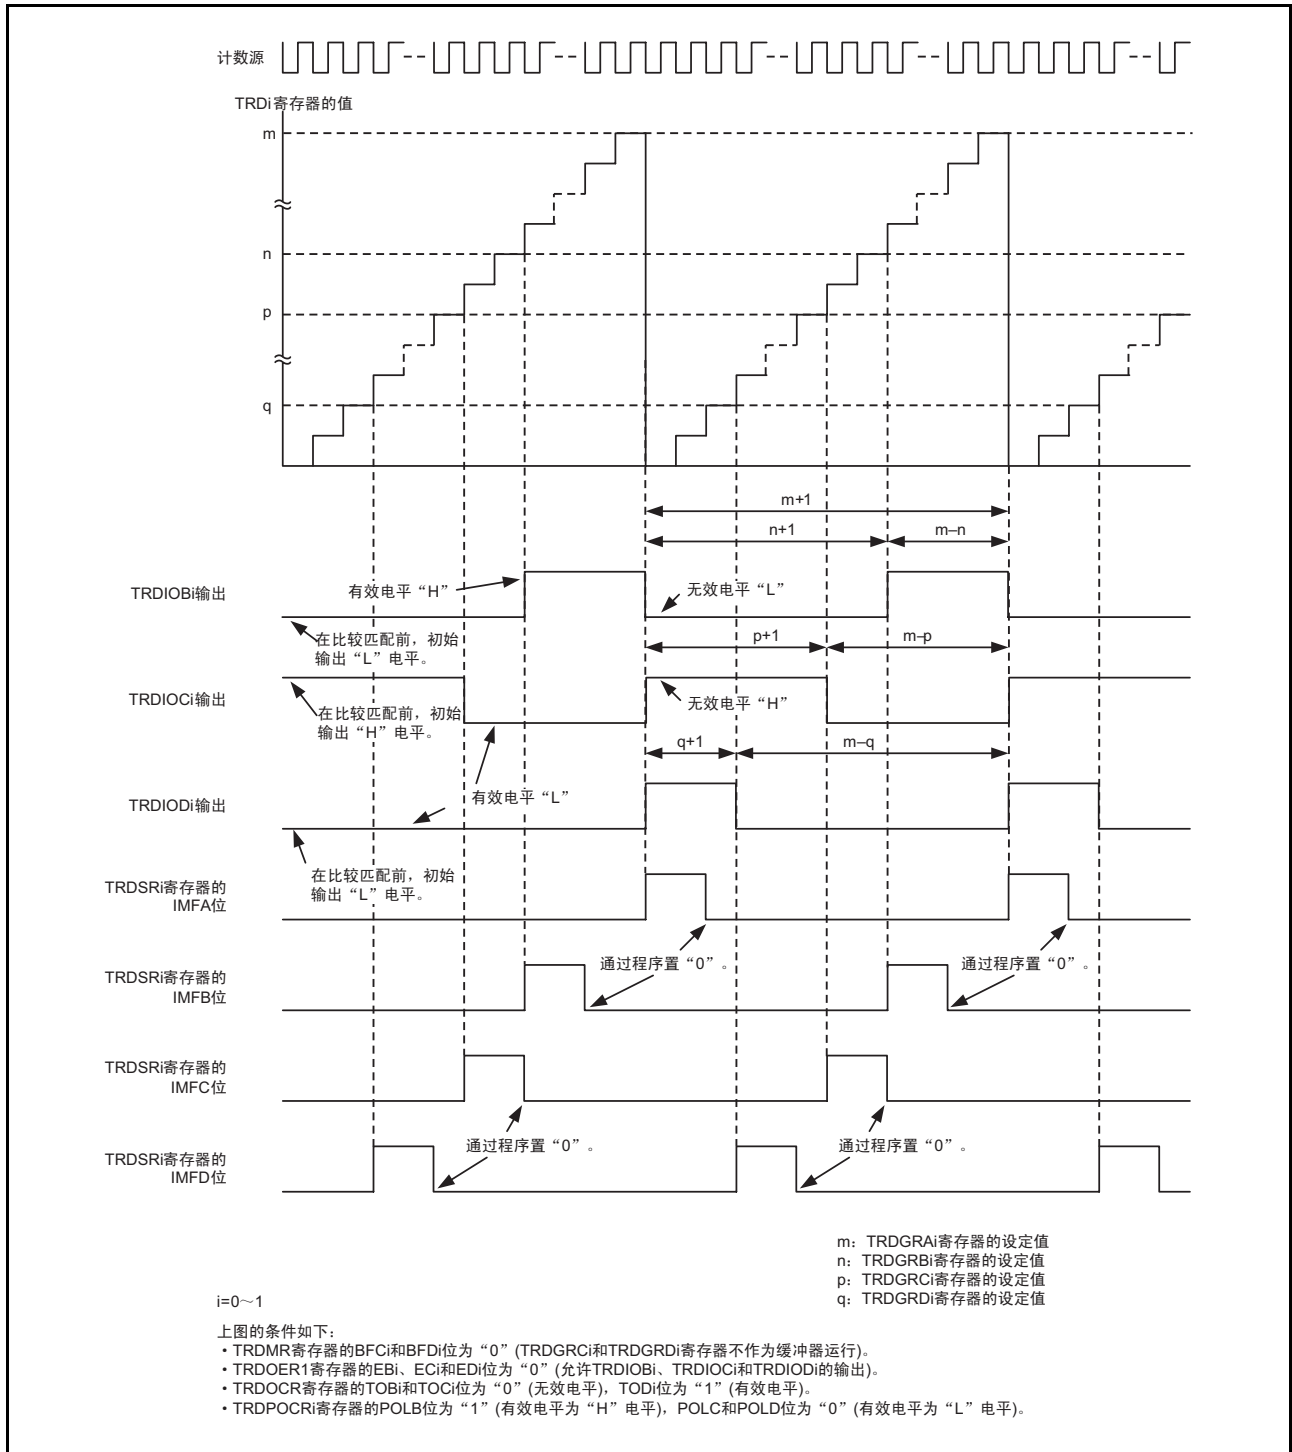 计数源
TRDi寄存器的值
m
n
p
q
m+1
n+1
m–n
TRDIOBi输出
有效电平“H”
无效电平“L”
在比较匹配前，初始
输出“L”电平。
p+1
m–p
TRDIOCi输出
在比较匹配前，初始
输出“H”电平。
无效电平“H”
q+1
m–q
TRDIODi输出
有效电平“L”
在比较匹配前，初始
输出“L”电平。
TRDSRi寄存器的
IMFA位
通过程序置“0”。
通过程序置“0”。
TRDSRi寄存器的
IMFB位
TRDSRi寄存器的
IMFC位
通过程序置“0”。
通过程序置“0”。
TRDSRi寄存器的
IMFD位
m：TRDGRAi寄存器的设定值
n：TRDGRBi寄存器的设定值
p：TRDGRCi寄存器的设定值
q：TRDGRDi寄存器的设定值
i=0～1
上图的条件如下：
・TRDMR寄存器的BFCi和BFDi位为“0”(TRDGRCi和TRDGRDi寄存器不作为缓冲器运行)。
・TRDOER1寄存器的EBi、ECi和EDi位为“0”(允许TRDIOBi、TRDIOCi和TRDIODi的输出)。
・TRDOCR寄存器的TOBi和TOCi位为“0”(无效电平)，TODi位为“1”(有效电平)。
・TRDPOCRi寄存器的POLB位为“1”(有效电平为“H”电平)，POLC和POLD位为“0”(有效电平为“L”电平)。